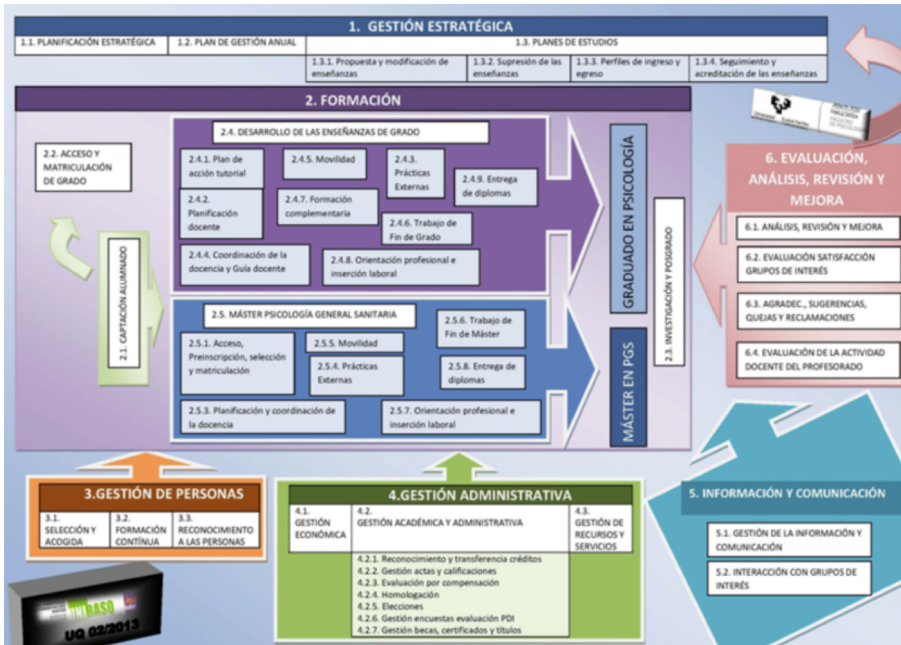 1. GESTIÓN ESTRATÉGICA
1.1. PLANIFICACIÓN ESTRATÉGICA
1.2. PLAN DE GESTIÓN ANUAL
1.3. PLANES DE ESTUDIOS
1.3.1. Propuesta y modificación de
enseñanzas
1.3.2. Supresión de las
enseñanzas
1.3.3. Perfiles de ingreso y
egreso
1.3.4. Seguimiento y
acreditación de las enseñanzas
2. FORMACIÓN
2.2. ACCESO Y
MATRICULACIÓN
DE GRADO
2.1. CAPTACIÓN ALUMNADO
2.4. DESARROLLO DE LAS ENSEÑANZAS DE GRADO
2.4.1. Plan de
acción tutorial
2.4.5. Movilidad
2.4.3.
Prácticas
Externas
2.4.9. Entrega
de diplomas
2.4.2.
Planificación
docente
2.4.7. Formación
complementaria
2.4.6. Trabajo de
Fin de Grado
2.4.4. Coordinación de la
docencia y Guía docente
2.4.8. Orientación profesional e
inserción laboral
2.5. MÁSTER PSICOLOGÍA GENERAL SANITARIA
2.5.1. Acceso,
Preinscripción, selección
y matriculación
2.5.5. Movilidad
2.5.4. Prácticas
Externas
2.5.6. Trabajo de
Fin de Máster
2.5.8. Entrega de
diplomas
2.5.3. Planificación y coordinación de
la docencia
2.5.7. Orientación profesional e
inserción laboral
GRADUADO EN PSICOLOGÍA
MÁSTER EN PGS
2.3. INVESTIGACIÓN Y POSGRADO
6. EVALUACIÓN,
ANÁLISIS, REVISIÓN Y
MEJORA
6.1. ANÁLISIS, REVISIÓN Y MEJORA
6.2. EVALUACIÓN SATISFACCIÓN
GRUPOS DE INTERÉS
6.3. AGRADEC., SUGERENCIAS,
QUEJAS Y RECLAMACIONES
6.4. EVALUACIÓN DE LA ACTIVIDAD
DOCENTE DEL PROFESORADO
3.GESTIÓN DE PERSONAS
3.1.
SELECCIÓN Y
ACOGIDA
3.2.
FORMACIÓN
CONTÍNUA
3.3.
RECONOCIMIENTO
A LAS PERSONAS
4.GESTIÓN ADMINISTRATIVA
4.1.
GESTIÓN
ECONÓMICA
4.2.
GESTIÓN ACADÉMICA Y ADMINISTRATIVA
4.3.
GESTIÓN DE
RECURSOS Y
SERVICIOS
4.2.1. Reconocimiento y transferencia créditos
4.2.2. Gestión actas y calificaciones
4.2.3. Evaluación por compensación
4.2.4. Homologación
4.2.5. Elecciones
4.2.6. Gestión encuestas evaluación PDI
4.2.7. Gestión becas, certificados y títulos
5. INFORMACIÓN Y COMUNICACIÓN
5.1. GESTIÓN DE LA INFORMACIÓN Y
COMUNICACIÓN
5.2. INTERACCIÓN CON GRUPOS DE
INTERÉS
UNIBASQ
UQ 02/2013